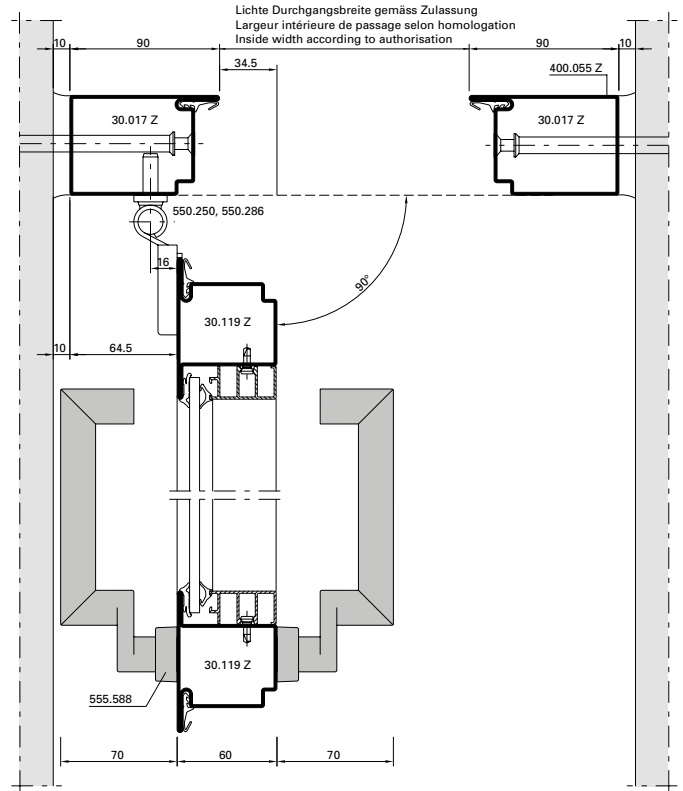 Lichte Durchgangsbreite gemäss Zulassung
Largeur intérieure de passage selon homologation
Inside width according to authorisation
10
90
90
10
34.5
400.055 Z
30.017 Z
30.017 Z
550.250, 550.286
16
90°
30.119 Z
10
64.5
30.119 Z
555.588
70
60
70